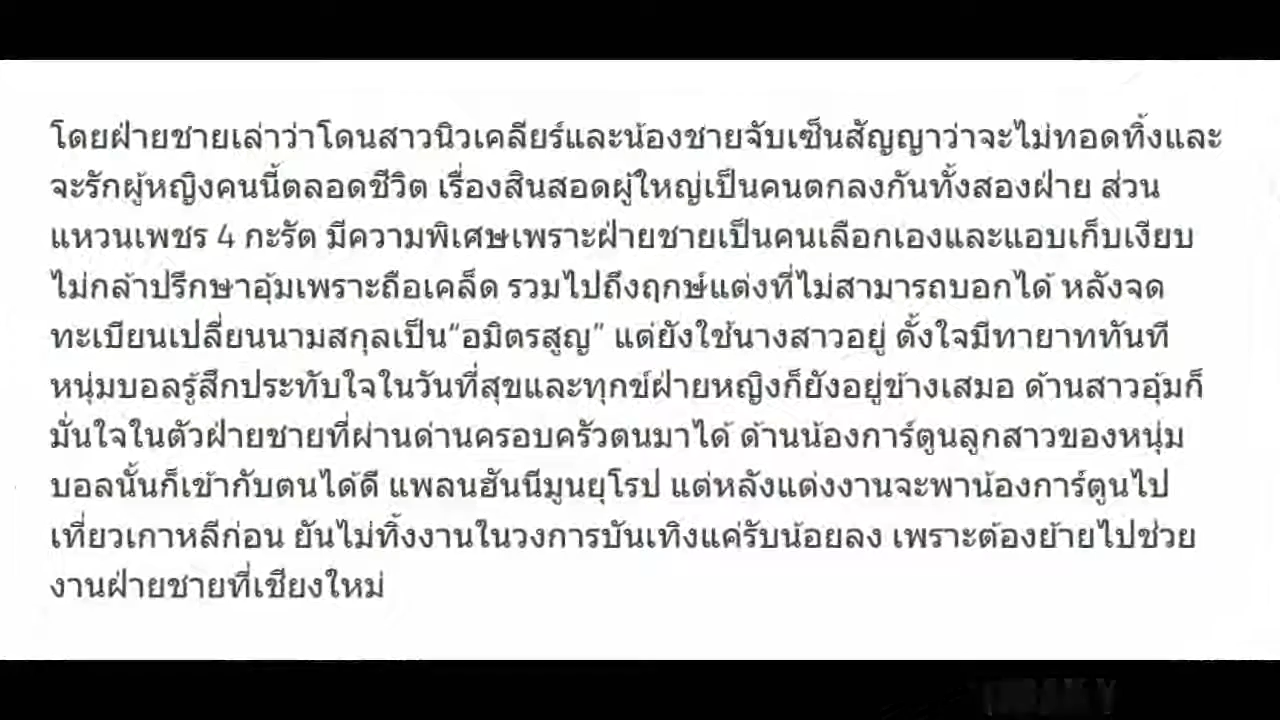 โดยฝ่ายชายเล่าว่าโดนสาวนิวเคลียร์และน้องชายจับเซ็นสัญญาว่าจะไม่ทอดทิ้งและ
จะรักผู้หญิงคนนี้ตลอดชีวิต เรื่องสินสอดผู้ใหญ่เป็นคนตกลงกันทั้งสองฝ่าย ส่วน
แหวนเพชร 4 กะรัต มีความพิเศษเพราะฝ่ายชายเป็นคนเลือกเองและแอบเก็บเงียบ
ไม่กล้าปรึกษาอุ้มเพราะถือเคล็ด รวมไปถึงฤกษ์แต่งที่ไม่สามารถบอกได้ หลังจด
ทะเบียนเปลี่ยนนามสกุลเป็น“อมิตรสูญ” แต่ยังใช้นางสาวอยู่ ตั้งใจมีทายาททันที
หนุ่มบอลรู้สึกประทับใจในวันที่สุขและทุกข์ฝ่ายหญิงก็ยังอยู่ข้างเสมอ ด้านสาวอุ้มก็
มั่นใจในตัวฝ่ายชายที่ผ่านด่านครอบครัวตนมาได้ ด้านน้องการ์ตูนลูกสาวของหนุ่ม
บอลนั้นก็เข้ากับตนได้ดี แพลนฮันนีมูนยุโรป แต่หลังแต่งงานจะพาน้องการ์ตูนไป
เที่ยวเกาหลีก่อน ยันไม่ทิ้งงานในวงการบันเทิงแค่รับน้อยลง เพราะต้องย้ายไปช่วย
งานฝ่ายชายที่เชียงใหม่